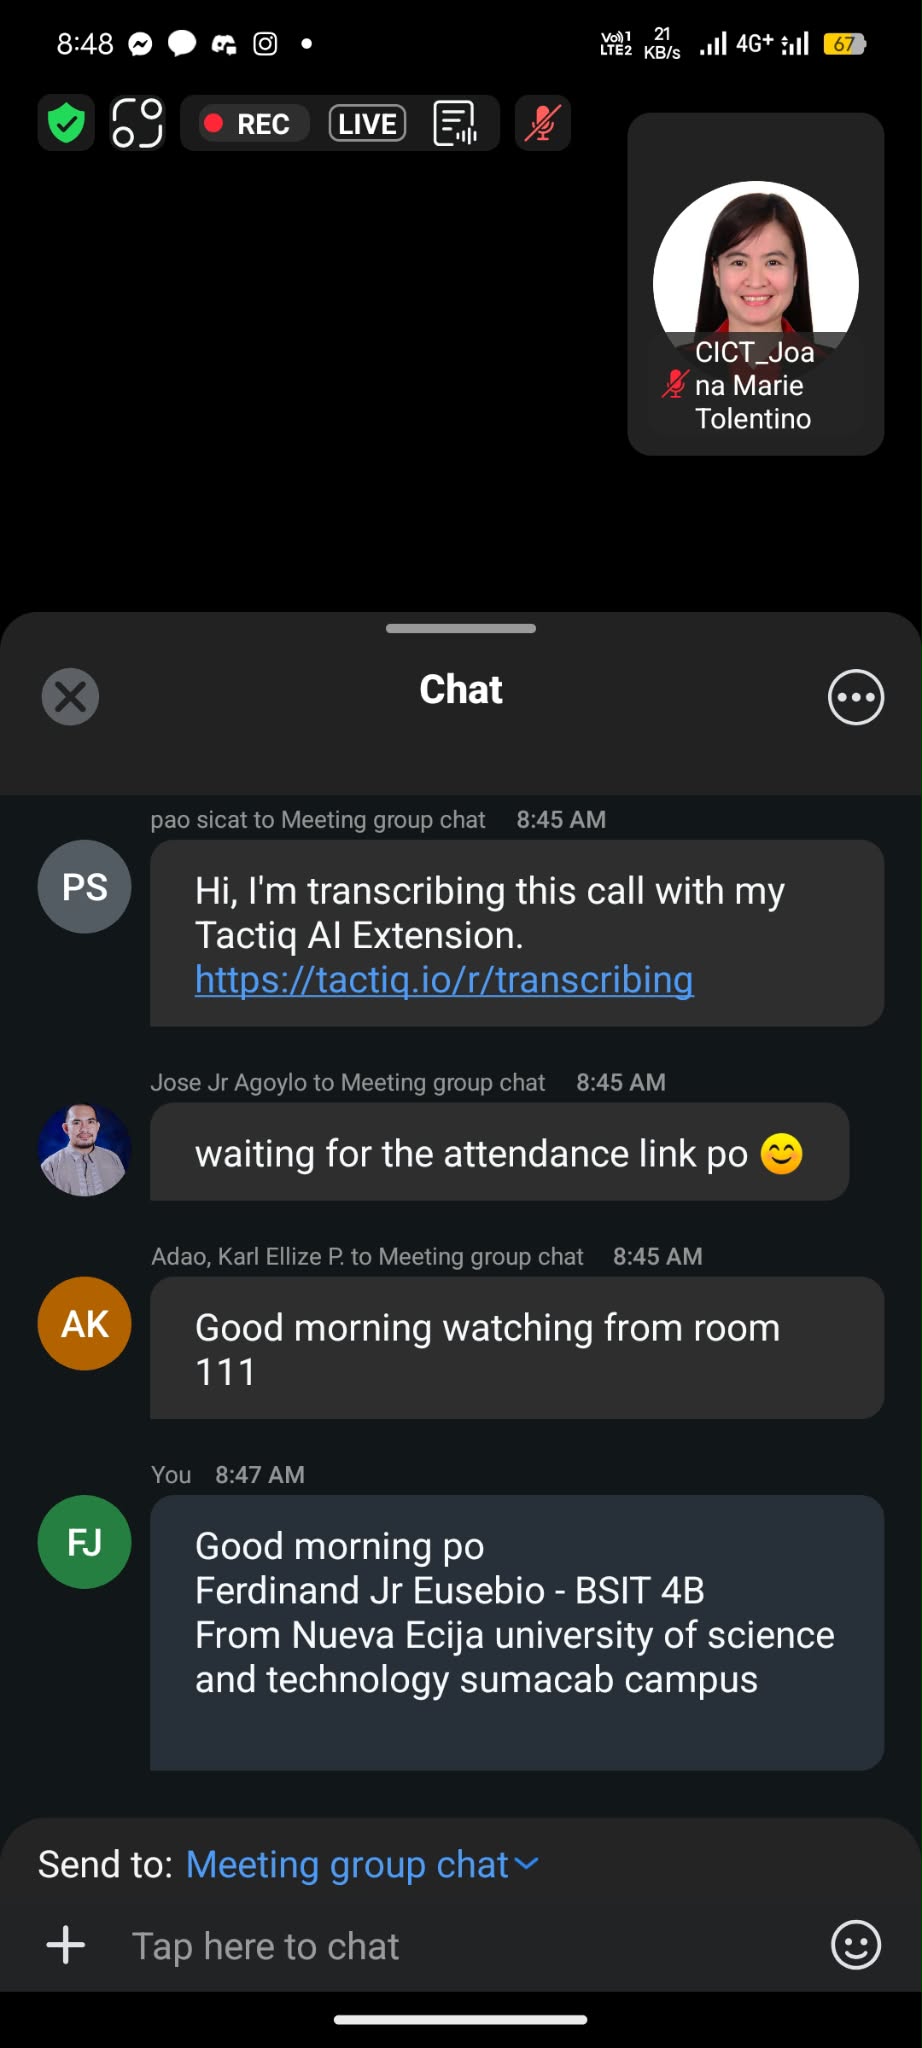 8:48
Vo)) 1
LTE2
21
KB/s
4G+
67
REC
LIVE
CICT_Joa
na Marie
Tolentino
Chat
pao sicat to Meeting group chat 8:45 AM
PS
Hi, I'm transcribing this call with my
Tactiq AI Extension.
https://tactiq.io/r/transcribing
Jose Jr Agoylo to Meeting group chat 8:45 AM
waiting for the attendance link po 😊
Adao, Karl Ellize P. to Meeting group chat 8:45 AM
AK
Good morning watching from room
111
You 8:47 AM
FJ
Good morning po
Ferdinand Jr Eusebio - BSIT 4B
From Nueva Ecija university of science
and technology sumacab campus
Send to: Meeting group chat
Tap here to chat